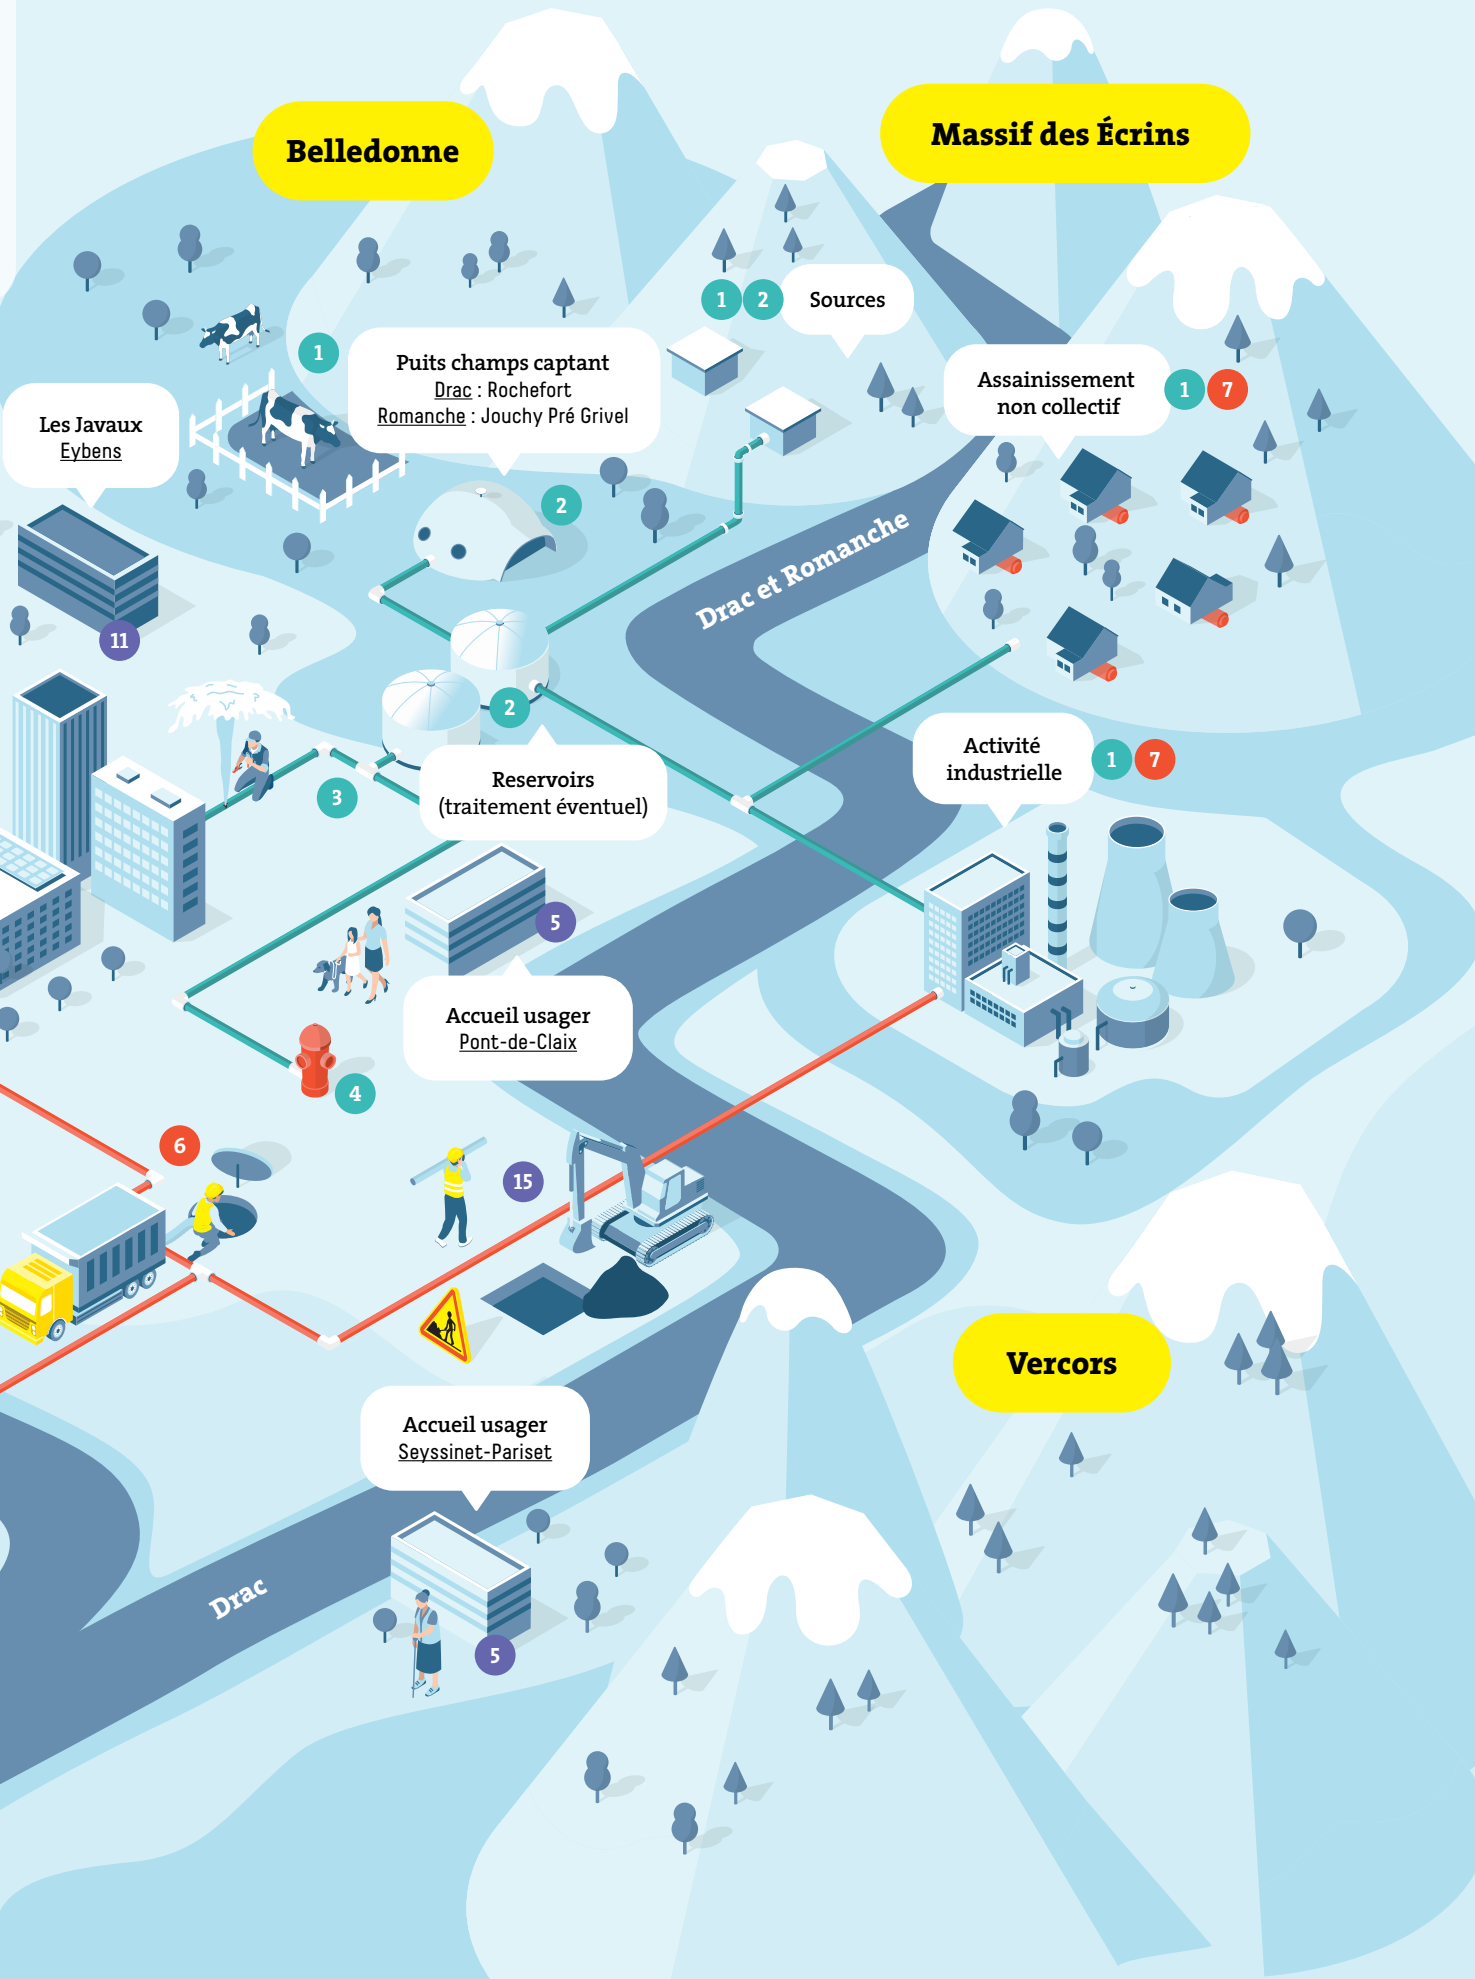 Belledonne
Massif des Écrins
1
2
Sources
1
Puits champs captant
Drac : Rochefort
Romanche : Jouchy Pré Grivel
Assainissement
non collectif
1
7
Les Javaux
Eybens
2
Drac et Romanche
11
2
Reservoirs
(traitement éventuel)
3
Activité
industrielle
1
7
5
Accueil usager
Pont-de-Claix
4
6
15
Vercors
Accueil usager
Seyssinet-Pariset
Drac
5